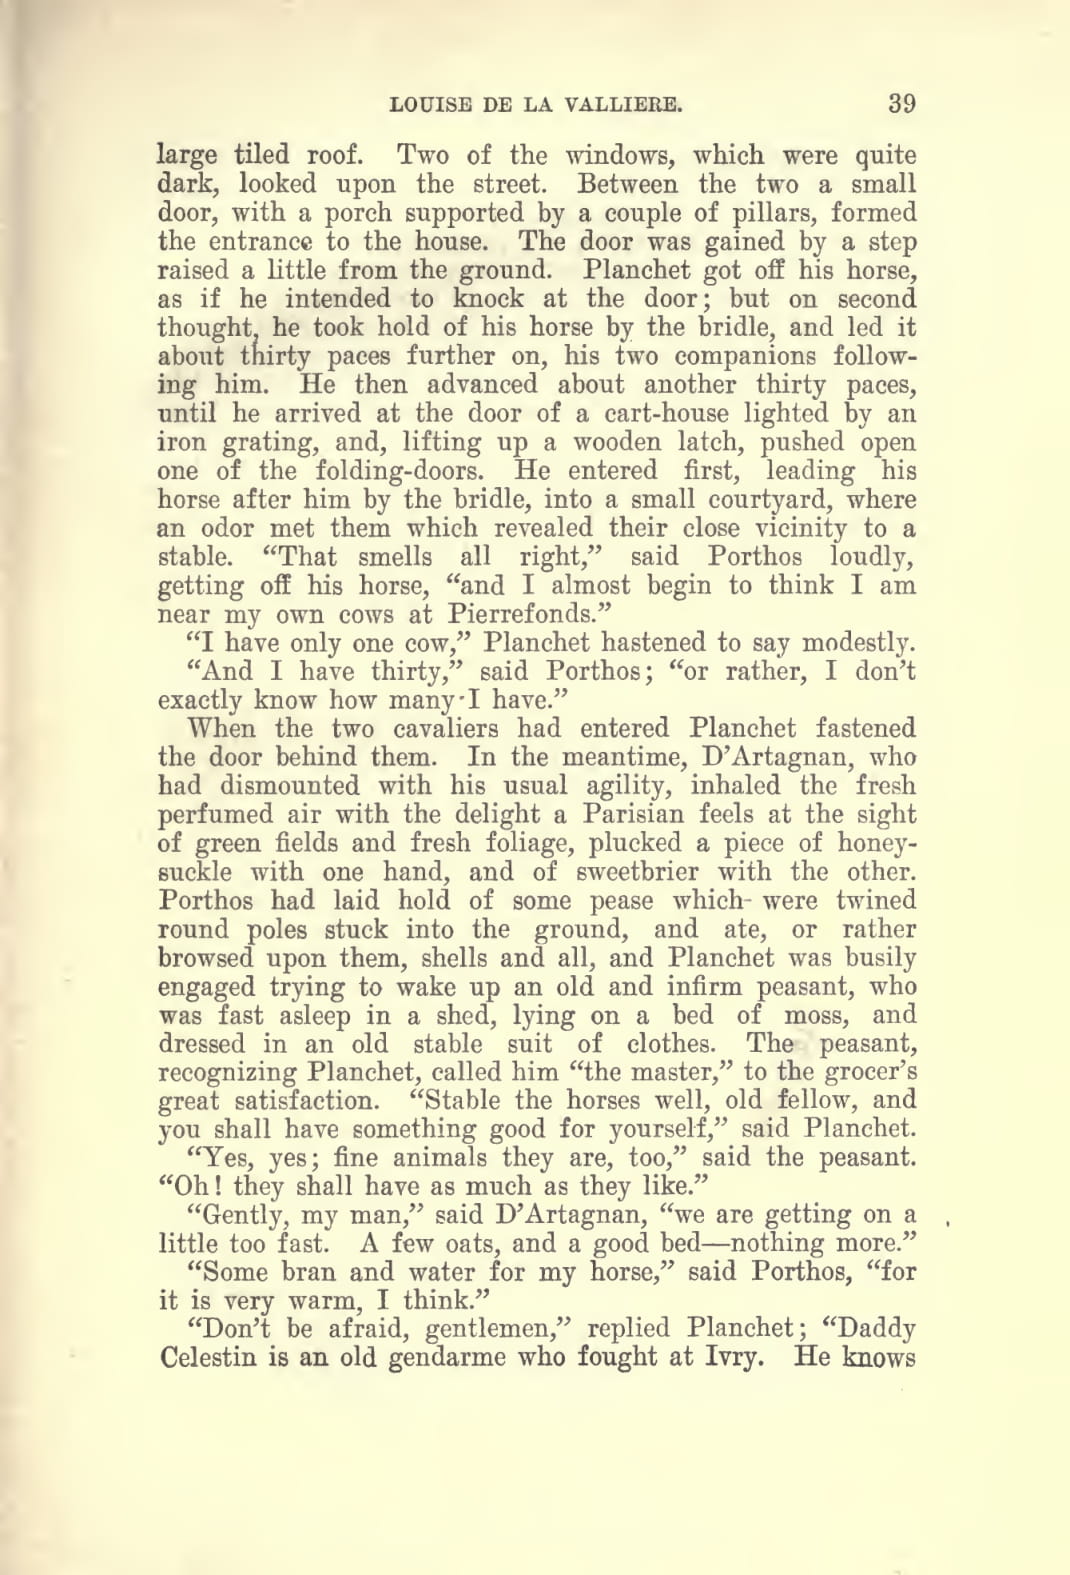 LOUISE DE LA VALLIERE. 39
large tiled roof. Two of the windows, which were quite
dark, looked upon the street. Between the two a small
door, with a porch supported by a couple of pillars, formed
the entrance to the house. The door was gained by a step
raised a little from the ground. Planchet got off his horse,
as if he intended to knock at the door; but on second
thought, he took hold of his horse by the bridle, and led it
about thirty paces further on, his two companions follow-
ing him. He then advanced about another thirty paces,
until he arrived at the door of a cart-house lighted by an
iron grating, and, lifting up a wooden latch, pushed open
one of the folding-doors. He entered first, leading his
horse after him by the bridle, into a small courtyard, where
an odor met them which revealed their close vicinity to a
stable. “That smells all right,” said Porthos loudly,
getting off his horse, “and I almost begin to think I am
near my own cows at Pierrefonds.”
“I have only one cow,” Planchet hastened to say modestly.
“And I have thirty,” said Porthos; “or rather, I don’t
exactly know how many I have.”
When the two cavaliers had entered Planchet fastened
the door behind them. In the meantime, D’Artagnan, who
had dismounted with his usual agility, inhaled the fresh
perfumed air with the delight a Parisian feels at the sight
of green fields and fresh foliage, plucked a piece of honey-
suckle with one hand, and of sweetbrier with the other.
Porthos had laid hold of some pease which were twined
round poles stuck into the ground, and ate, or rather
browsed upon them, shells and all, and Planchet was busily
engaged trying to wake up an old and infirm peasant, who
was fast asleep in a shed, lying on a bed of moss, and
dressed in an old stable suit of clothes. The peasant,
recognizing Planchet, called him “the master,” to the grocer’s
great satisfaction. “Stable the horses well, old fellow, and
you shall have something good for yourself,” said Planchet.
“Yes, yes; fine animals they are, too,” said the peasant.
“Oh! they shall have as much as they like.”
“Gently, my man,” said D’Artagnan, “we are getting on a
little too fast. A few oats, and a good bed—nothing more.”
“Some bran and water for my horse,” said Porthos, “for
it is very warm, I think.”
“Don’t be afraid, gentlemen,” replied Planchet; “Daddy
Celestin is an old gendarme who fought at Ivry. He knows